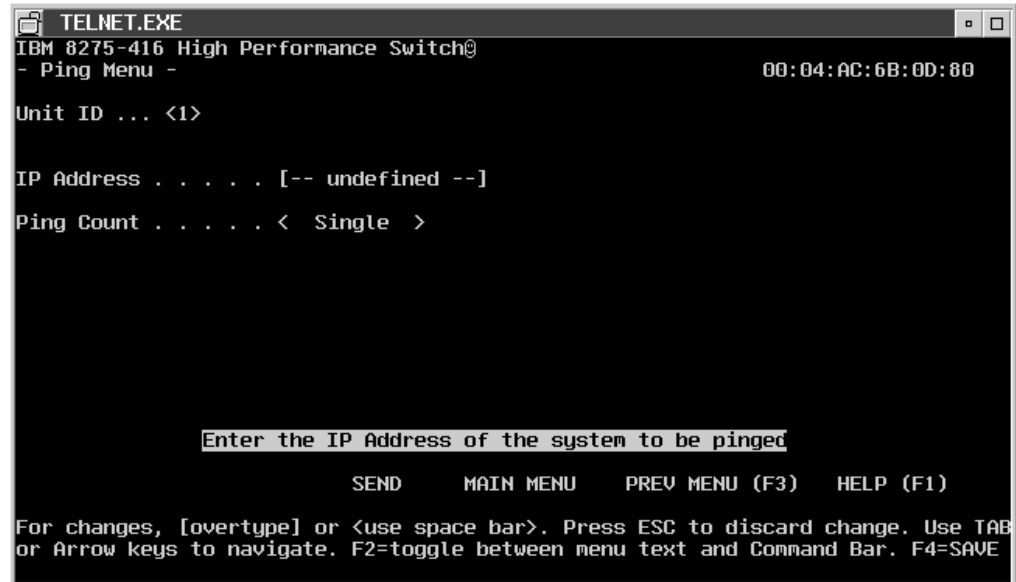 TELNET.EXE
IBM 8275-416 High Performance Switch@
- Ping Menu - 00:04:AC:6B:0D:80
Unit ID ... <1>
IP Address . . . . . [-- undefined --]
Ping Count . . . . . < Single >
Enter the IP Address of the system to be pinged
SEND MAIN MENU PREV MENU (F3) HELP (F1)
For changes, [overtype] or <use space bar>. Press ESC to discard change. Use TAB
or Arrow keys to navigate. F2=toggle between menu text and Command Bar. F4=SAVE